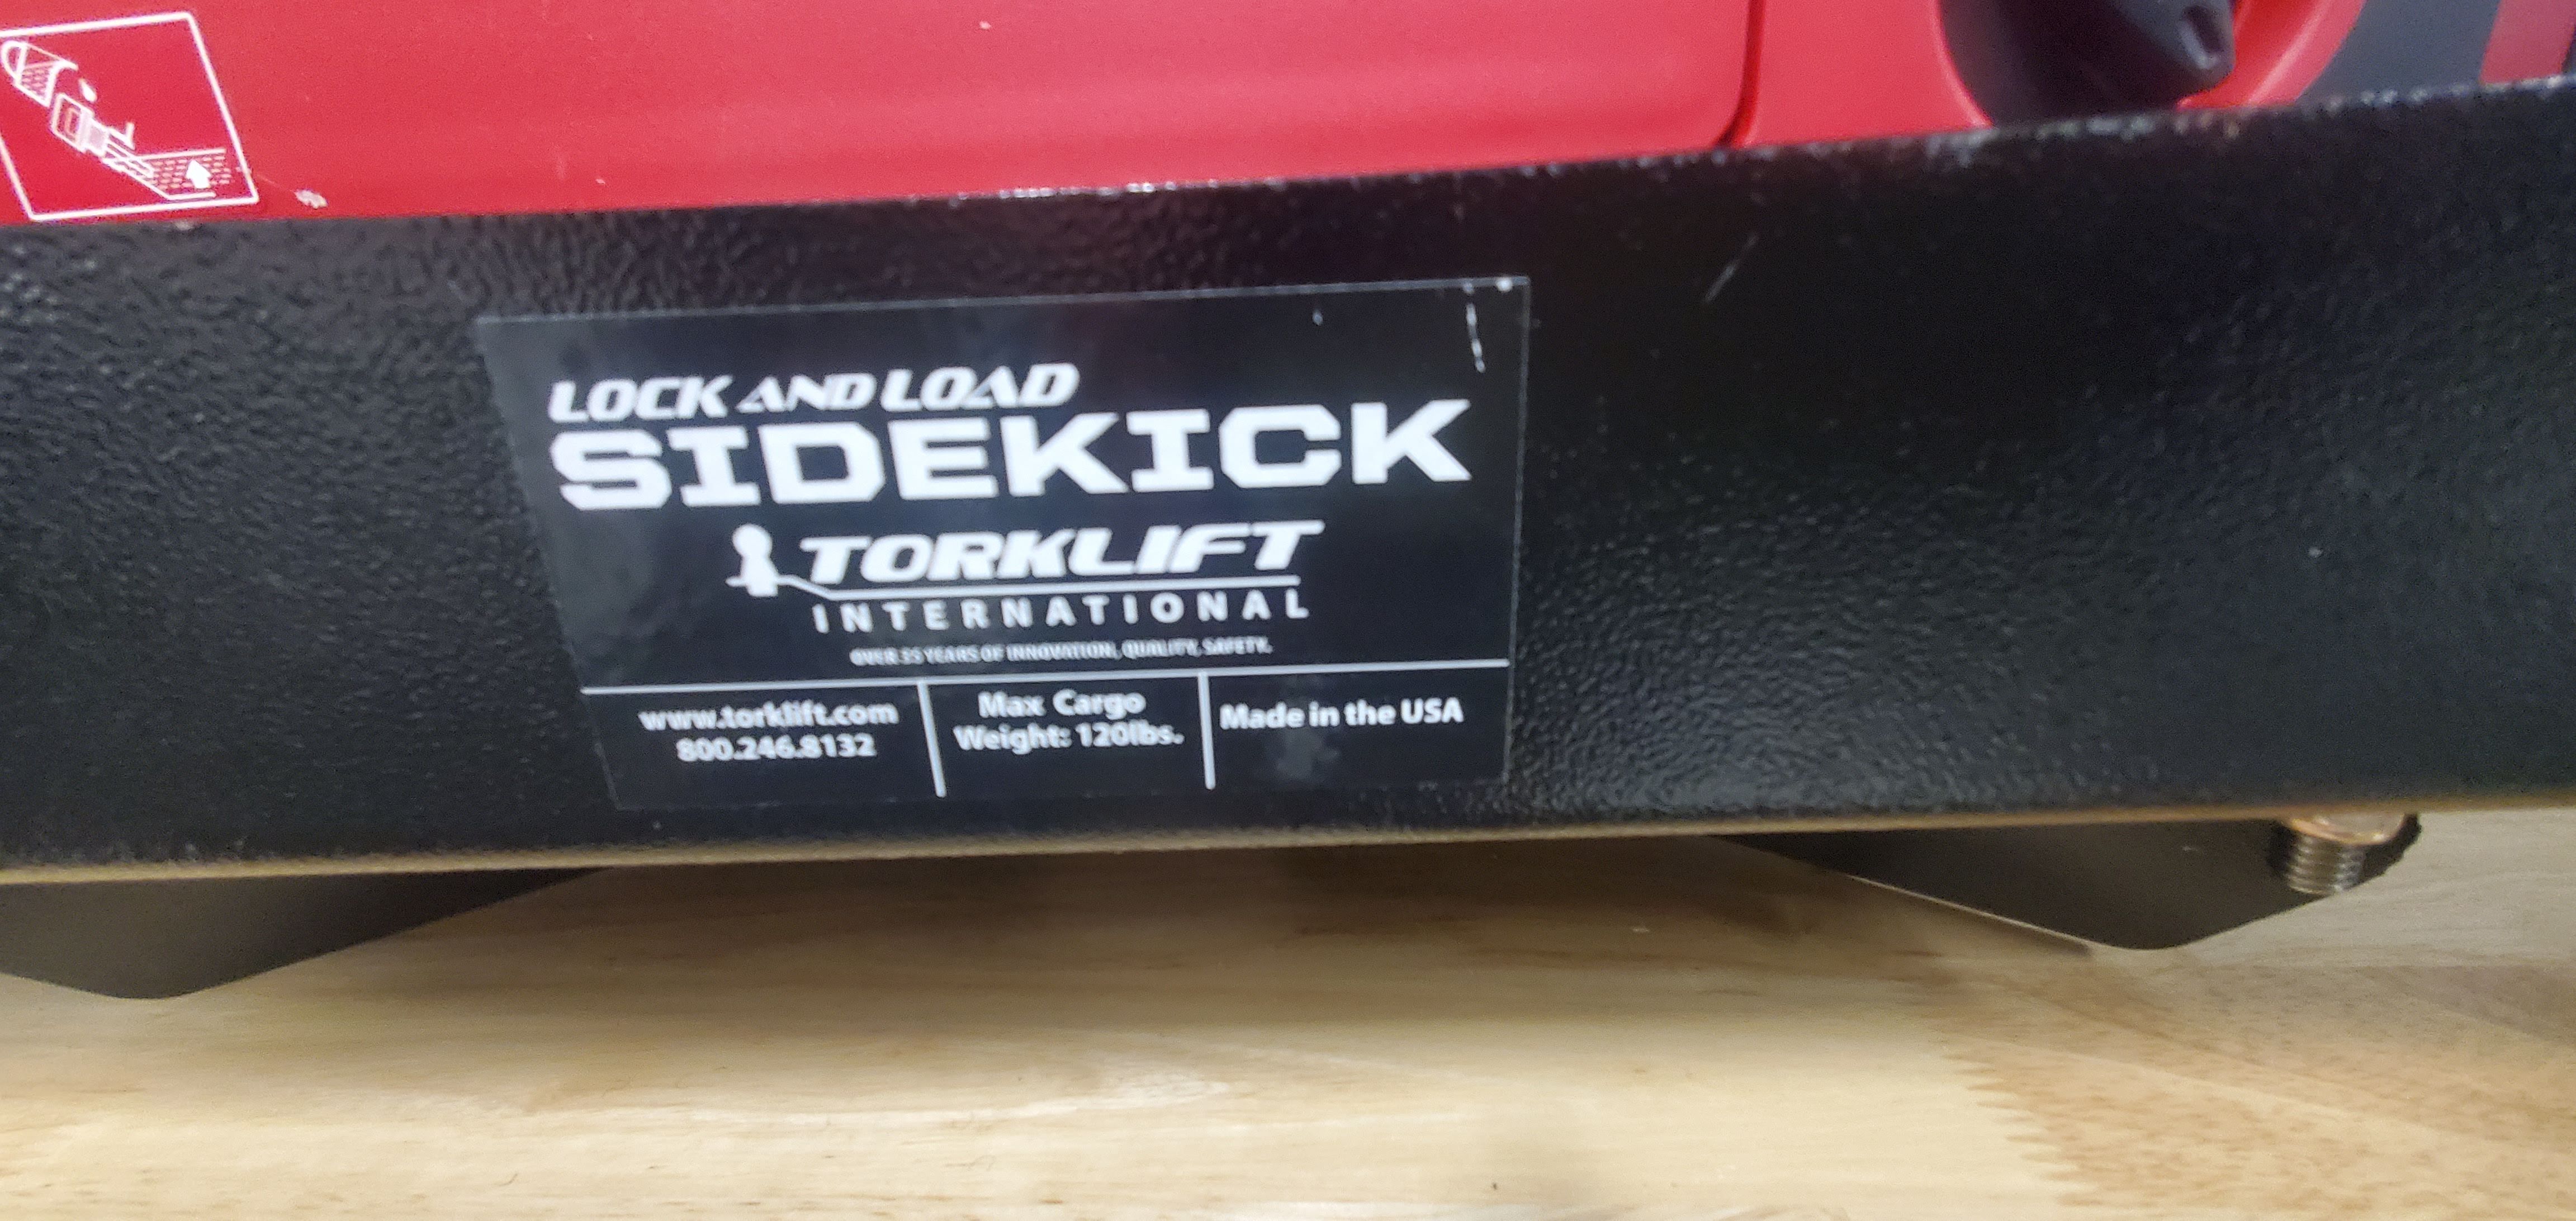 LOCK AND LOAD
SIDEKICK
TORKLIFT
INTERNATIONAL
OVER 35 YEARS OF INNOVATION, QUALITY, SAFETY.
www.torklift.com
800.246.8132
Max Cargo
Weight: 120lbs.
Made in the USA